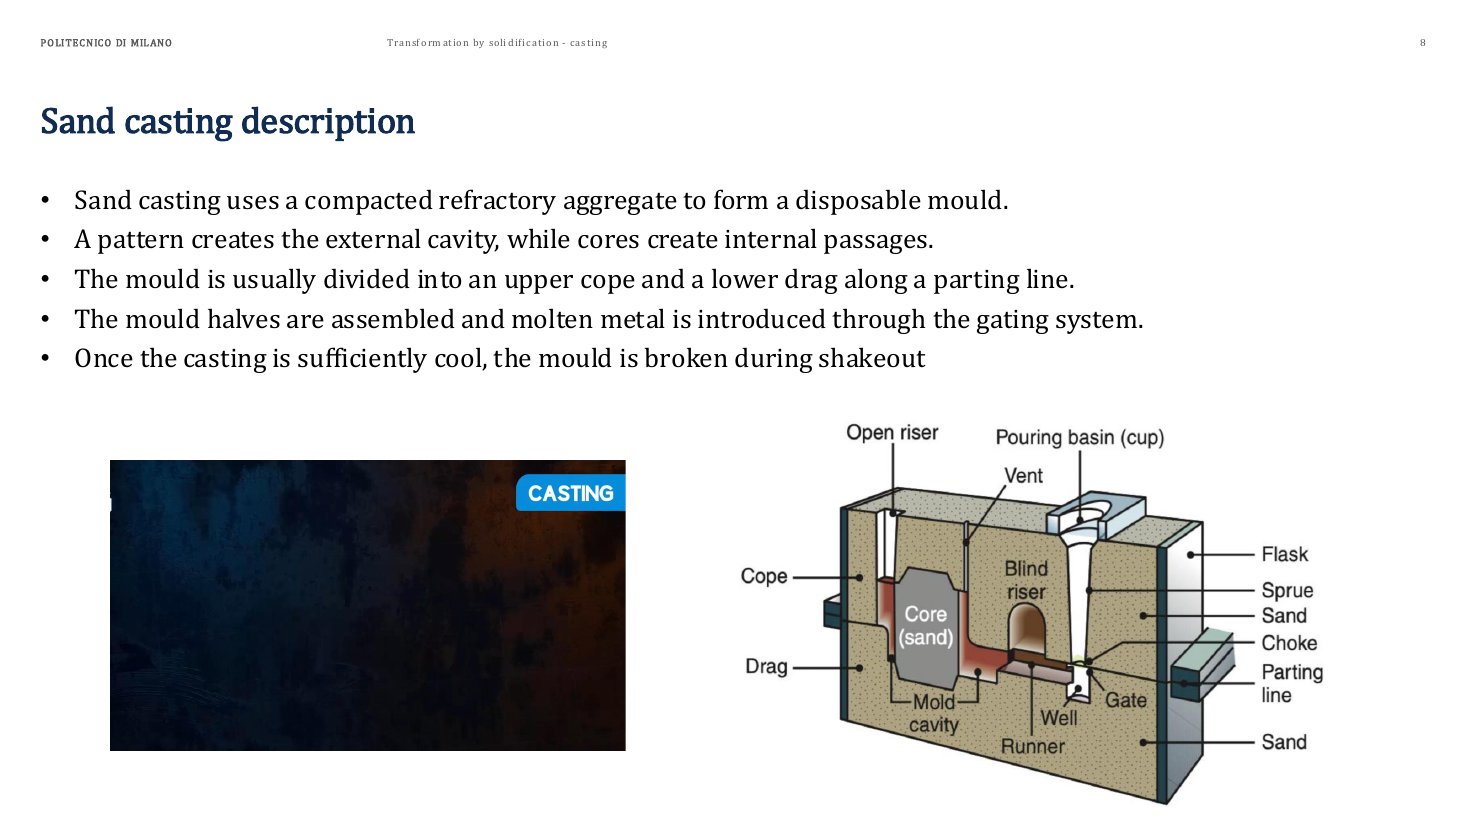 POLITECNICO DI MILANO
Transformation by solidification - casting
8
Sand casting description
• Sand casting uses a compacted refractory aggregate to form a disposable mould.
• A pattern creates the external cavity, while cores create internal passages.
• The mould is usually divided into an upper cope and a lower drag along a parting line.
• The mould halves are assembled and molten metal is introduced through the gating system.
• Once the casting is sufficiently cool, the mould is broken during shakeout
CASTING
Open riser
Pouring basin (cup)
Vent
Flask
Cope
Blind
riser
Sprue
Core
(sand)
Sand
Choke
Drag
Parting
line
Mold
cavity
Gate
Well
Runner
Sand